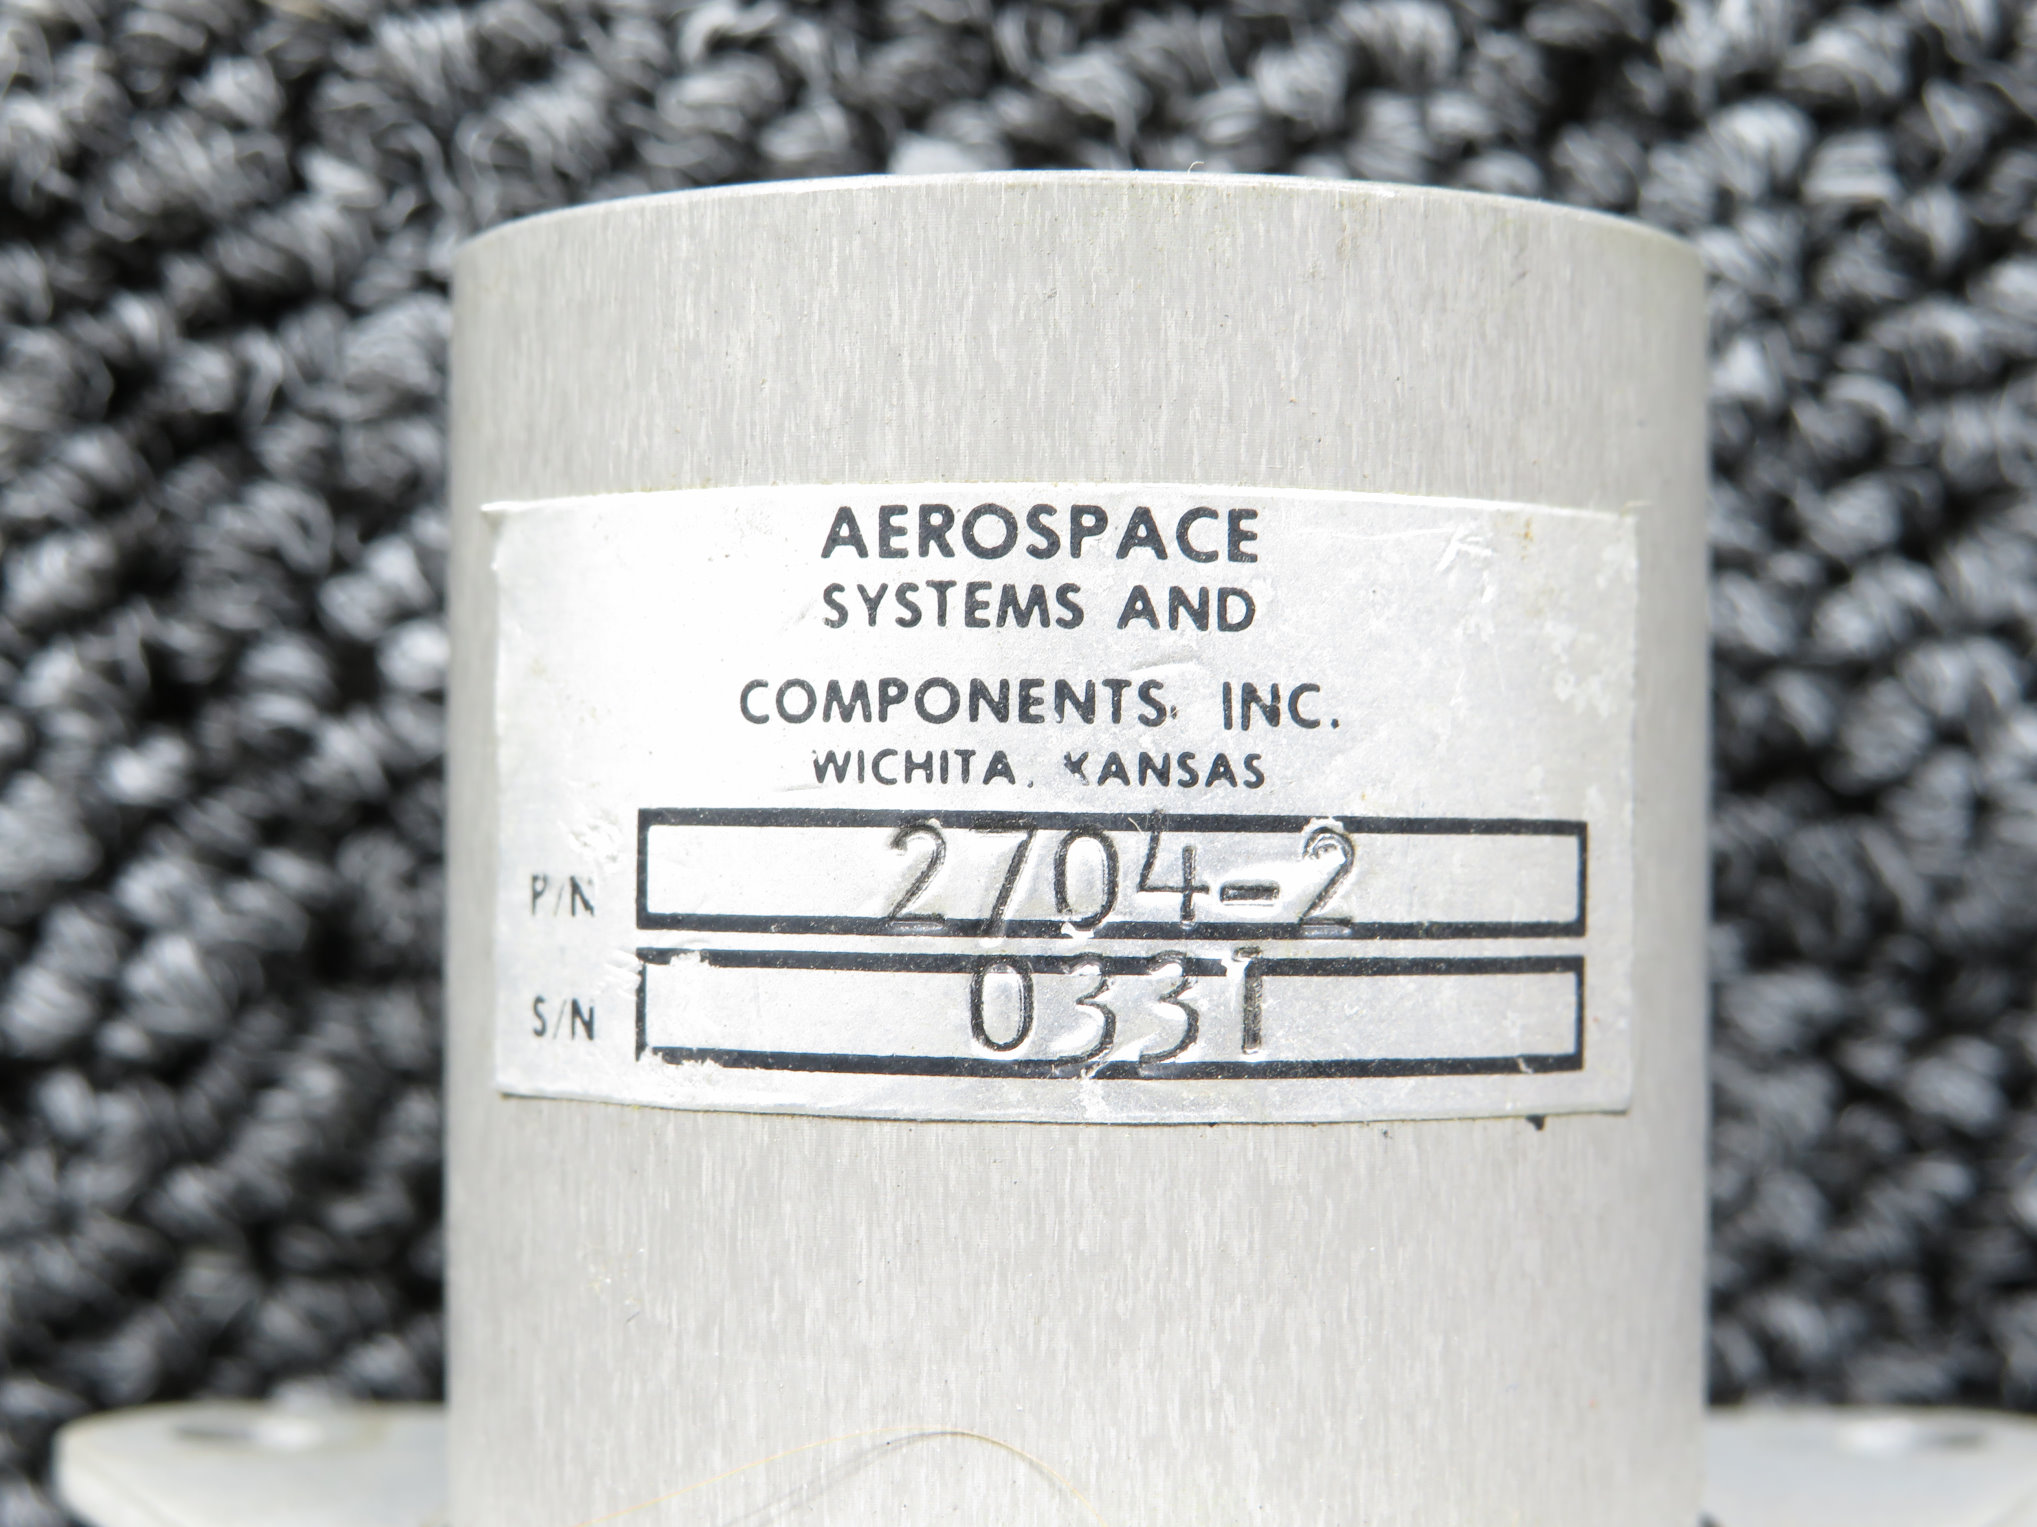 AEROSPACE
SYSTEMS AND
COMPONENTS, INC.
WICHITA, KANSAS
P/N 2704-2
S/N 0331